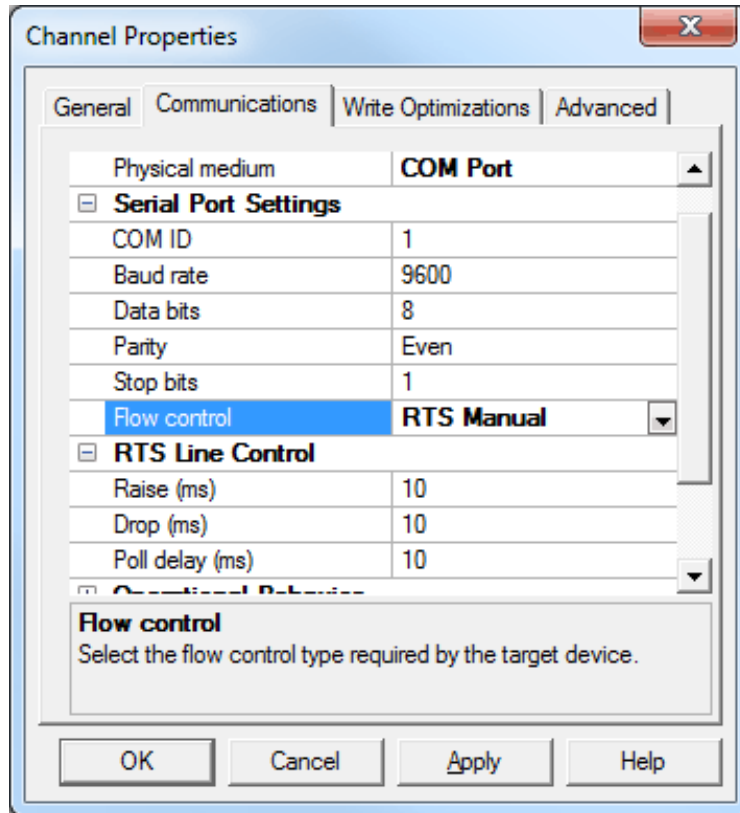 Channel Properties
General Communications Write Optimizations Advanced
Physical medium COM Port
Serial Port Settings
COM ID 1
Baud rate 9600
Data bits 8
Parity Even
Stop bits 1
Flow control RTS Manual
RTS Line Control
Raise (ms) 10
Drop (ms) 10
Poll delay (ms) 10
Operational Behavior
Flow control
Select the flow control type required by the target device.
OK Cancel Apply Help